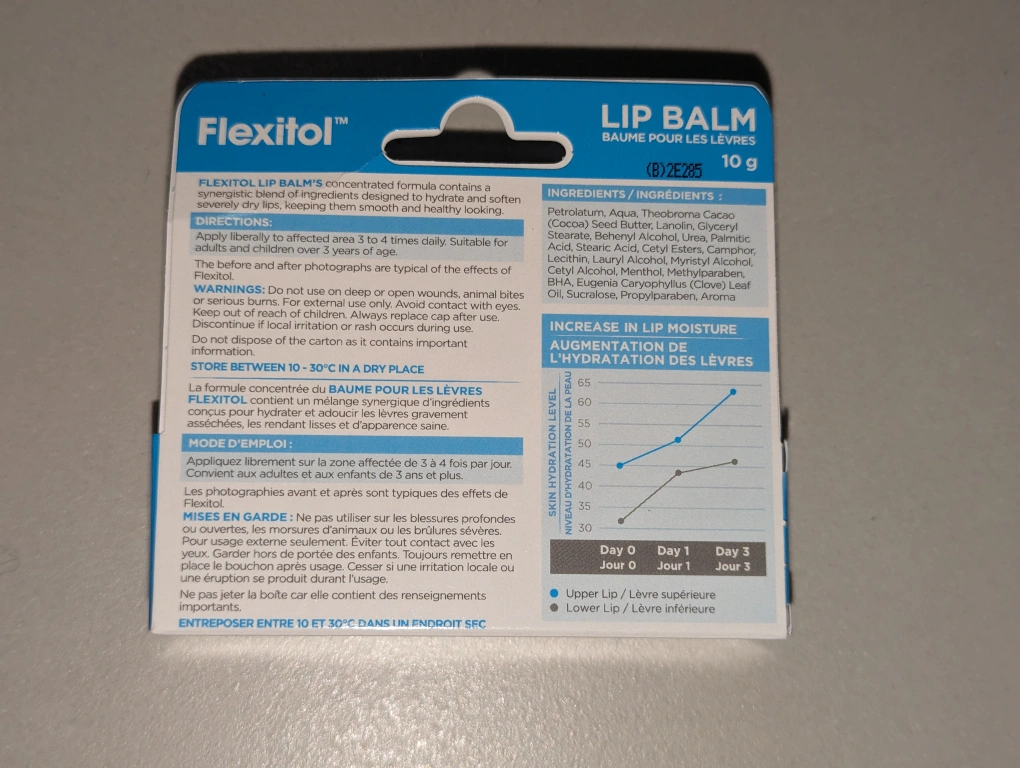 Flexitol™
LIP BALM
BAUME POUR LES LÈVRES
10 g
(B)2E285
FLEXITOL LIP BALM'S concentrated formula contains a
synergistic blend of ingredients designed to hydrate and soften
severely dry lips, keeping them smooth and healthy looking.
DIRECTIONS:
Apply liberally to affected area 3 to 4 times daily. Suitable for
adults and children over 3 years of age.
The before and after photographs are typical of the effects of
Flexitol.
WARNINGS: Do not use on deep or open wounds, animal bites
or serious burns. For external use only. Avoid contact with eyes.
Keep out of reach of children. Always replace cap after use.
Discontinue if local irritation or rash occurs during use.
Do not dispose of the carton as it contains important
information.
STORE BETWEEN 10 - 30°C IN A DRY PLACE
La formule concentrée du BAUME POUR LES LÈVRES
FLEXITOL contient un mélange synergique d'ingrédients
conçus pour hydrater et adoucir les lèvres gravement
asséchées, les rendant lisses et d'apparence saine.
MODE D'EMPLOI :
Appliquez librement sur la zone affectée de 3 à 4 fois par jour.
Convient aux adultes et aux enfants de 3 ans et plus.
Les photographies avant et après sont typiques des effets de
Flexitol.
MISES EN GARDE : Ne pas utiliser sur les blessures profondes
ou ouvertes, les morsures d'animaux ou les brûlures sévères.
Pour usage externe seulement. Éviter tout contact avec les
yeux. Garder hors de portée des enfants. Toujours remettre en
place le bouchon après usage. Cesser si une irritation locale ou
une éruption se produit durant l'usage.
Ne pas jeter la boîte car elle contient des renseignements
importants.
ENTREPOSER ENTRE 10 ET 30°C DANS UN ENDROIT SEC
INGREDIENTS / INGRÉDIENTS :
Petrolatum, Aqua, Theobroma Cacao
(Cocoa) Seed Butter, Lanolin, Glyceryl
Stearate, Behenyl Alcohol, Urea, Palmitic
Acid, Stearic Acid, Cetyl Esters, Camphor,
Lecithin, Lauryl Alcohol, Myristyl Alcohol,
Cetyl Alcohol, Menthol, Methylparaben,
BHA, Eugenia Caryophyllus (Clove) Leaf
Oil, Sucralose, Propylparaben, Aroma
INCREASE IN LIP MOISTURE
AUGMENTATION DE
L'HYDRATATION DES LÈVRES
SKIN HYDRATION LEVEL
NIVEAU D'HYDRATATION DE LA PEAU
65
60
55
50
45
40
35
30
Day 0 Day 1 Day 3
Jour 0 Jour 1 Jour 3
Upper Lip / Lèvre supérieure
Lower Lip / Lèvre inférieure